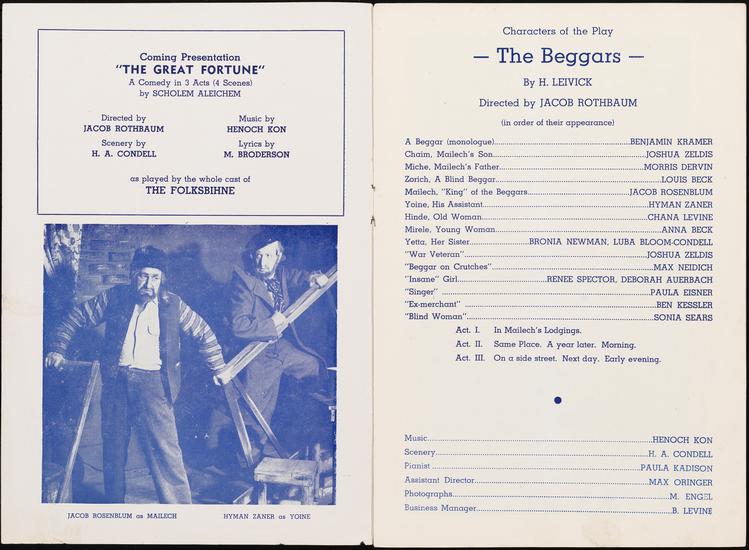 Coming Presentation
"THE GREAT FORTUNE"
A Comedy in 3 Acts (4 Scenes)
by SCHOLEM ALEICHEM
Directed by
JACOB ROTHBAUM
Music by
HENOCH KON
Scenery by
H. A. CONDELL
Lyrics by
M. BRODERSON
as played by the whole cast of
THE FOLKSBIHNE
JACOB ROSENBLUM as MAILECH
HYMAN ZANER as YOINE
Characters of the Play
— The Beggars —
By H. LEIVICK
Directed by JACOB ROTHBAUM
(in order of their appearance)
A Beggar (monologue)....BENJAMIN KRAMER
Chaim, Mailech's Son....JOSHUA ZELDIS
Miche, Mailech's Father....MORRIS DERVIN
Zorich, A Blind Beggar....LOUIS BECK
Mailech, "King" of the Beggars....JACOB ROSENBLUM
Yoine, His Assistant....HYMAN ZANER
Hinde, Old Woman....CHANA LEVINE
Mirele, Young Woman....ANNA BECK
Yetta, Her Sister....BRONIA NEWMAN, LUBA BLOOM-CONDELL
"War Veteran"....JOSHUA ZELDIS
"Beggar on Crutches"....MAX NEIDICH
"Insane" Girl....RENEE SPECTOR, DEBORAH AUERBACH
"Singer" ....PAULA EISNER
"Ex-merchant" ....BEN KESSLER
"Blind Woman"....SONIA SEARS
Act. I. In Mailech's Lodgings.
Act. II. Same Place. A year later. Morning.
Act. III. On a side street. Next day. Early evening.
Music....HENOCH KON
Scenery....H. A. CONDELL
Pianist ....PAULA KADISON
Assistant Director....MAX ORINGER
Photographs....M. ENGEL
Business Manager....B. LEVINE